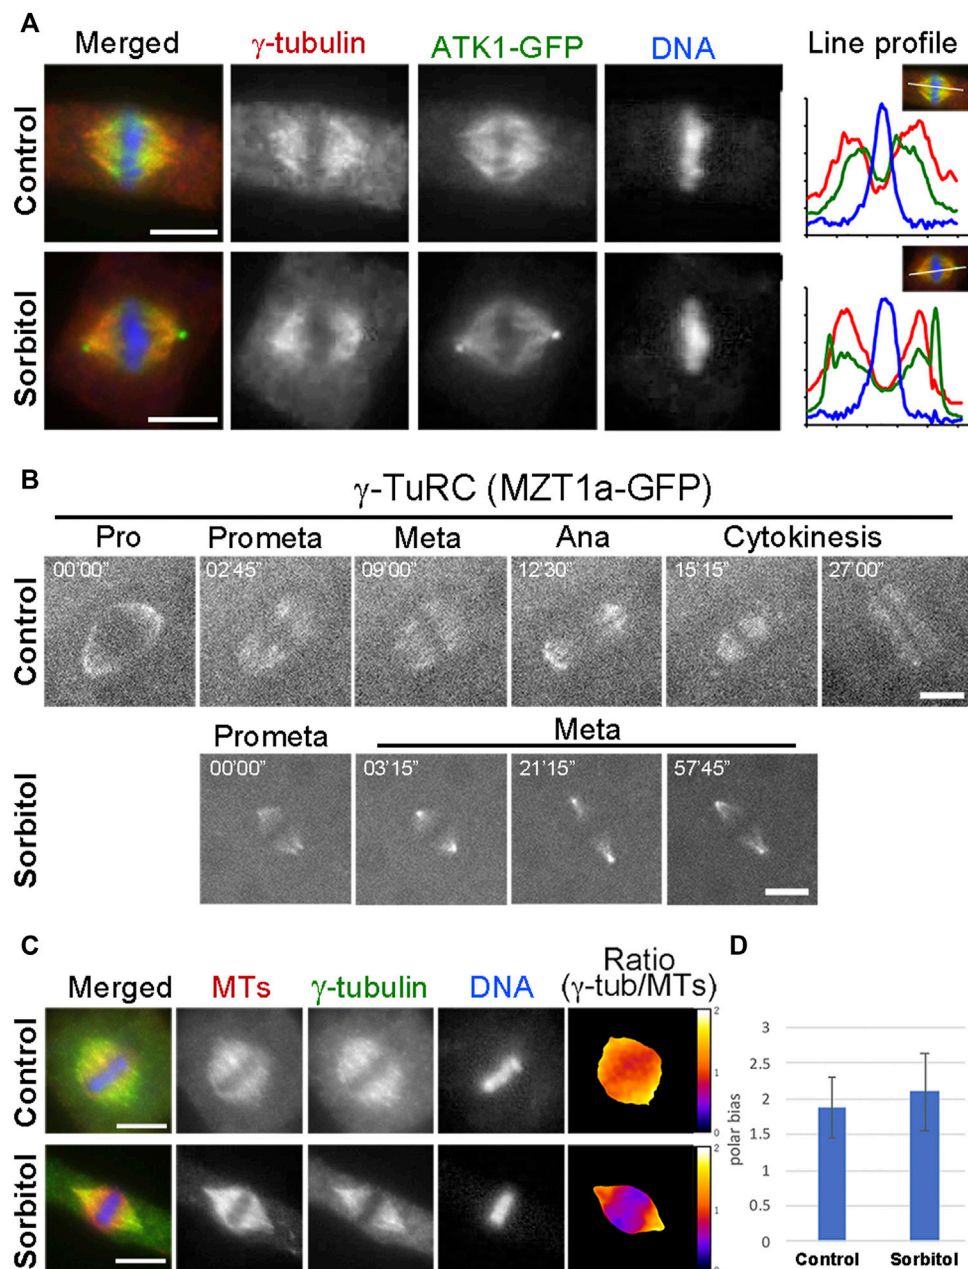 A
Merged γ-tubulin ATK1-GFP DNA Line profile
Control
Sorbitol
B
γ-TuRC (MZT1a-GFP)
Pro Prometa Meta Ana Cytokinesis
Control
00'00" 02'45" 09'00" 12'30" 15'15" 27'00"
Prometa Meta
Sorbitol
00'00" 03'15" 21'15" 57'45"
C
Merged MTs γ-tubulin DNA Ratio
(γ-tub/MTs)
Control
2
1
0
Sorbitol
2
1
0
D
polar bias
3
2.5
2
1.5
1
0.5
0
Control Sorbitol